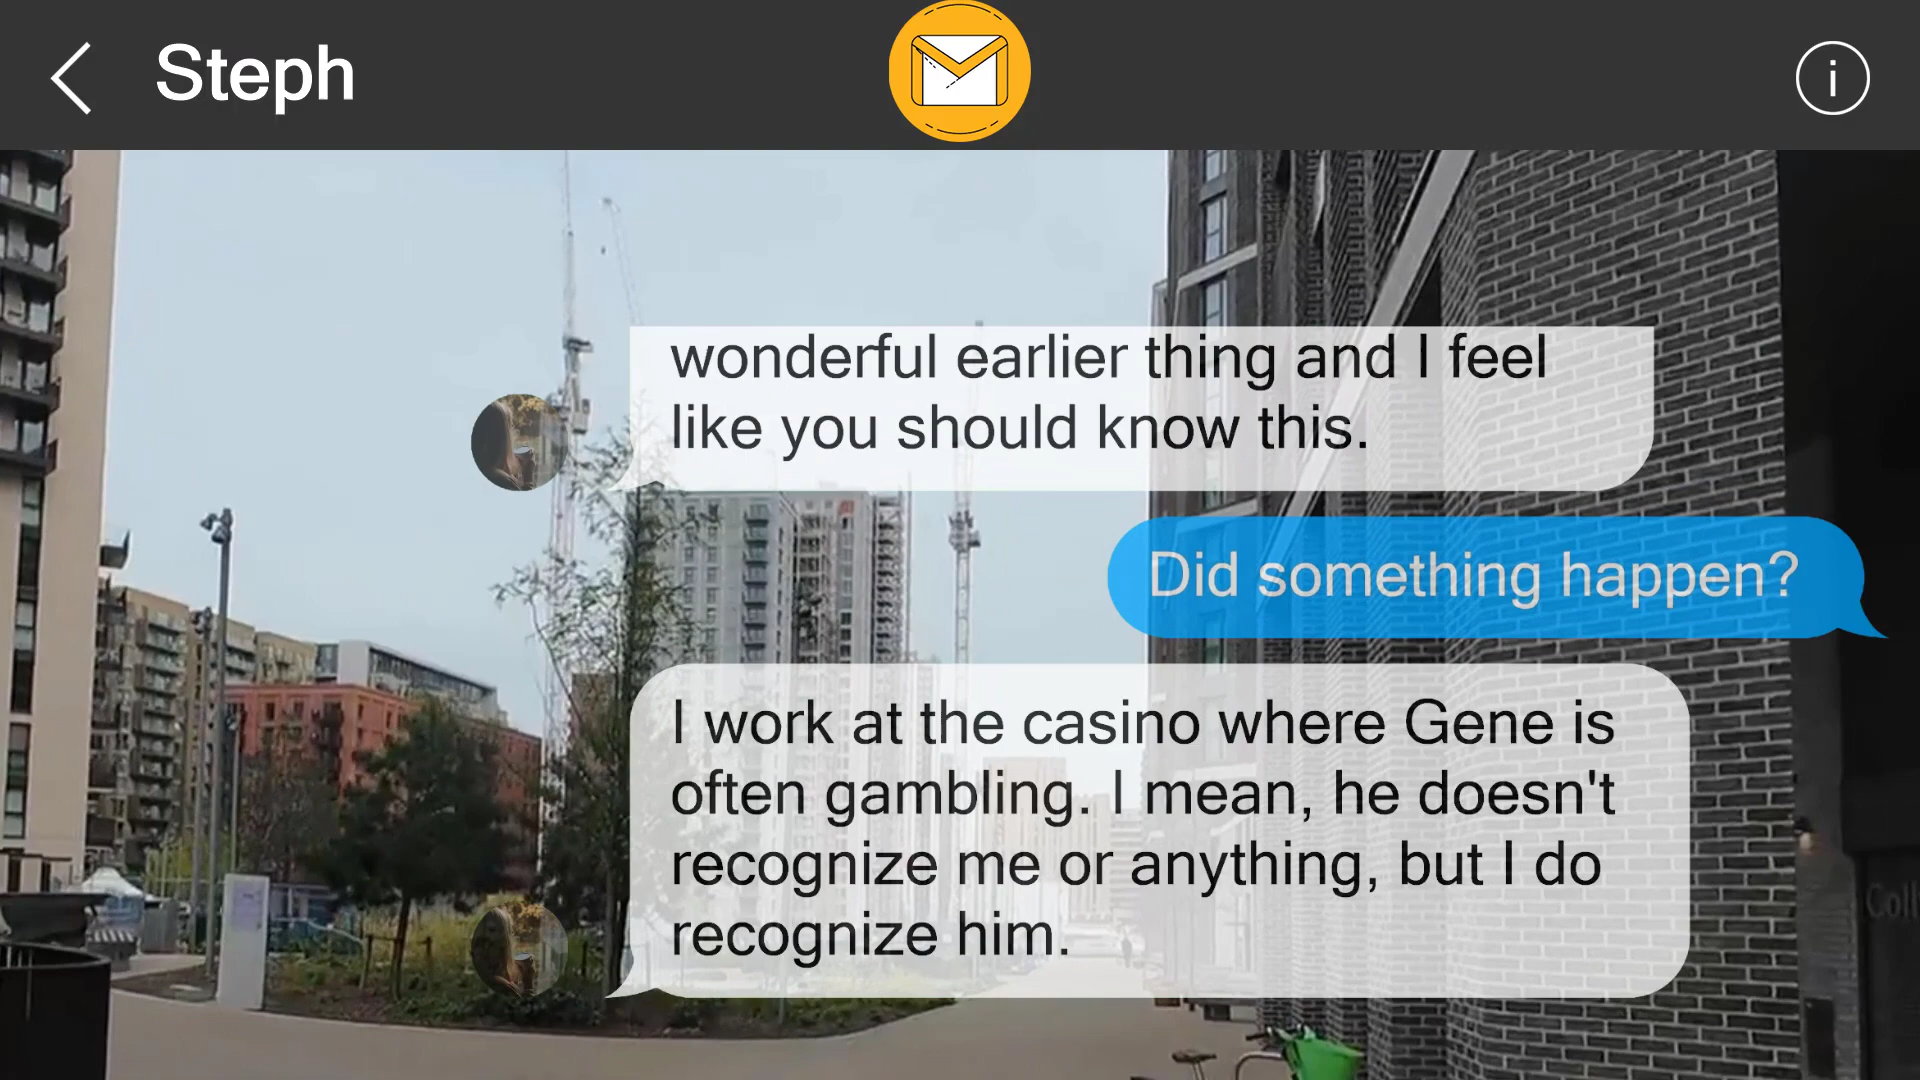 Steph
wonderful earlier thing and I feel
like you should know this.
Did something happen?
I work at the casino where Gene is
often gambling. I mean, he doesn't
recognize me or anything, but I do
recognize him.